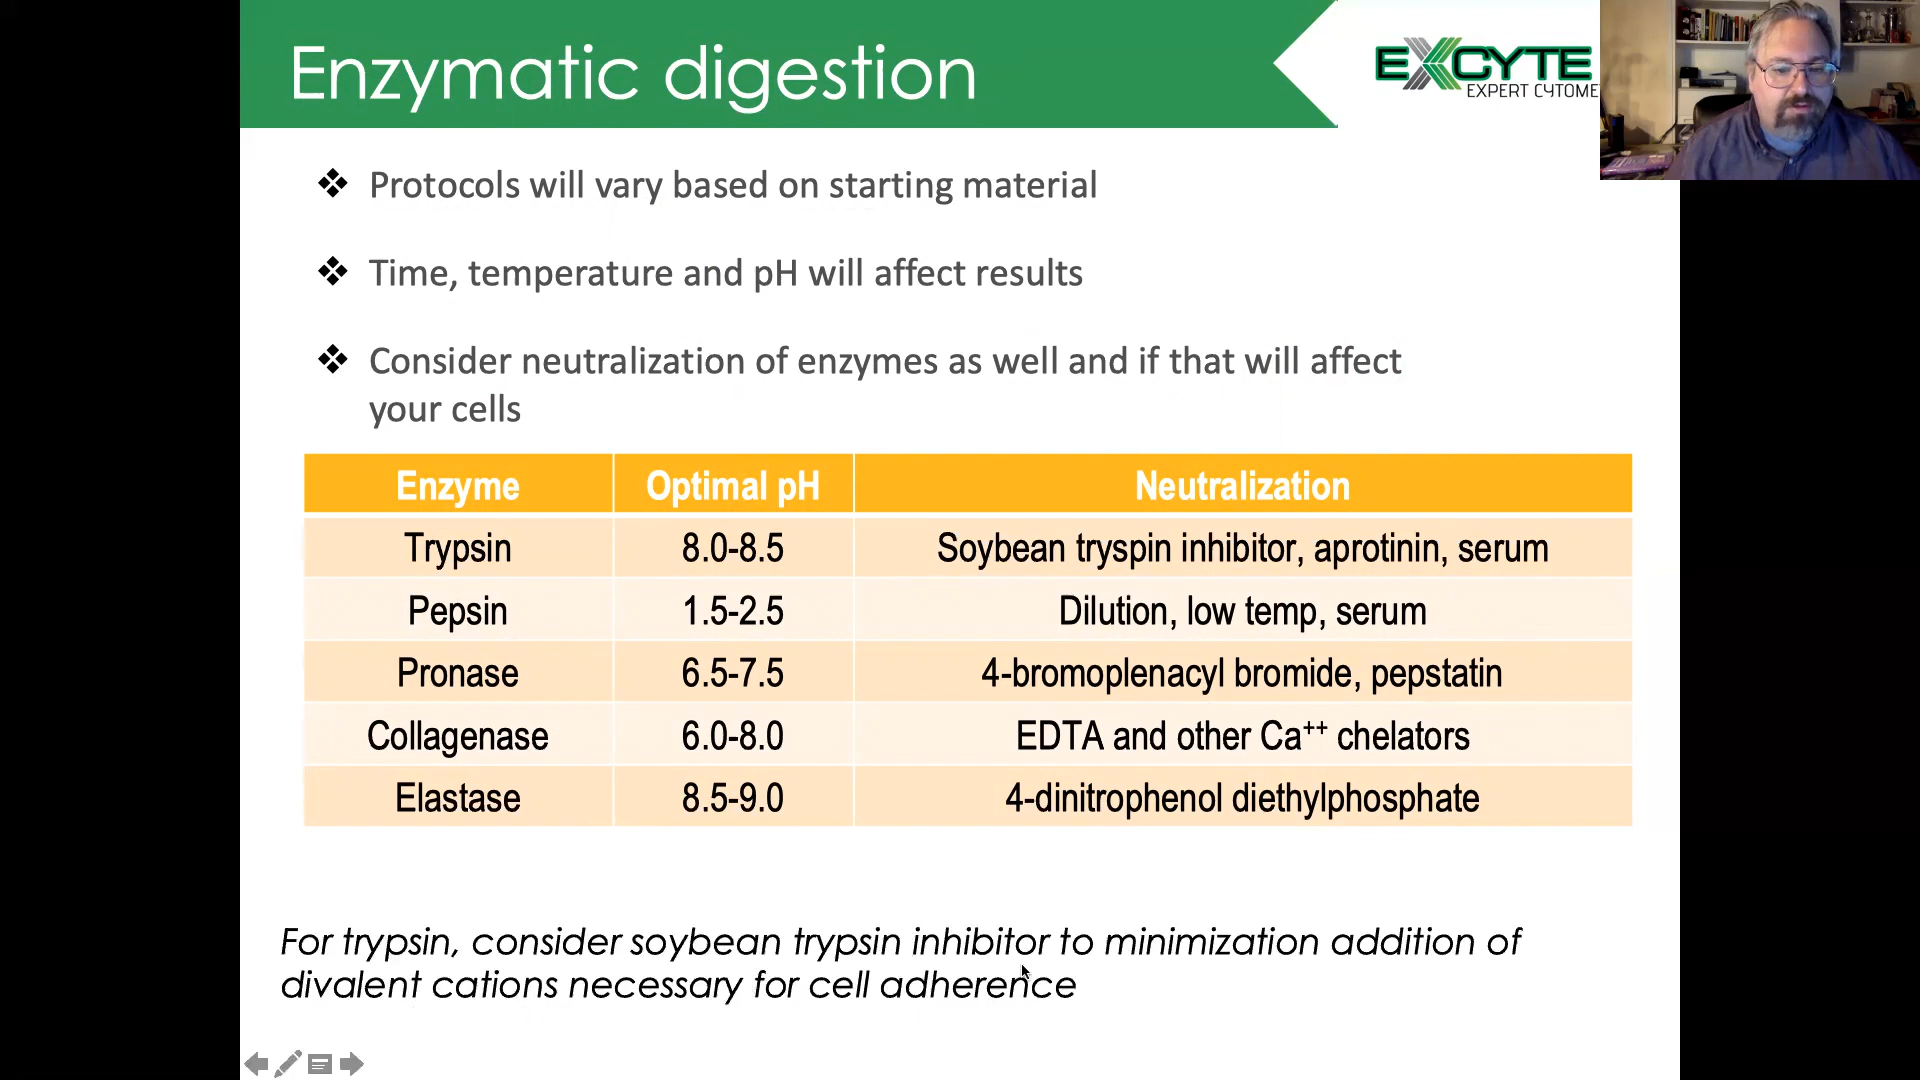 Enzymatic digestion
EXCYTE
EXPERT CYTOME
Protocols will vary based on starting material
Time, temperature and pH will affect results
Consider neutralization of enzymes as well and if that will affect
your cells
Enzyme Optimal pH Neutralization
Trypsin 8.0-8.5 Soybean tryspin inhibitor, aprotinin, serum
Pepsin 1.5-2.5 Dilution, low temp, serum
Pronase 6.5-7.5 4-bromoplenacyl bromide, pepstatin
Collagenase 6.0-8.0 EDTA and other Ca⁺⁺ chelators
Elastase 8.5-9.0 4-dinitrophenol diethylphosphate
For trypsin, consider soybean trypsin inhibitor to minimization addition of
divalent cations necessary for cell adherence